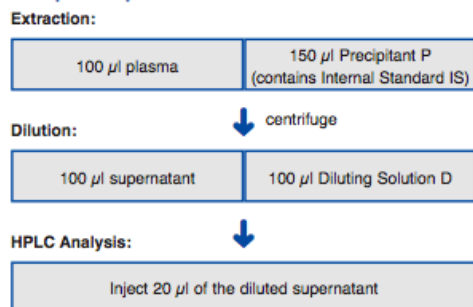 Extraction:
100 µl plasma
150 µl Precipitant P
(contains Internal Standard IS)
centrifuge
Dilution:
100 µl supernatant
100 µl Diluting Solution D
HPLC Analysis:
Inject 20 µl of the diluted supernatant